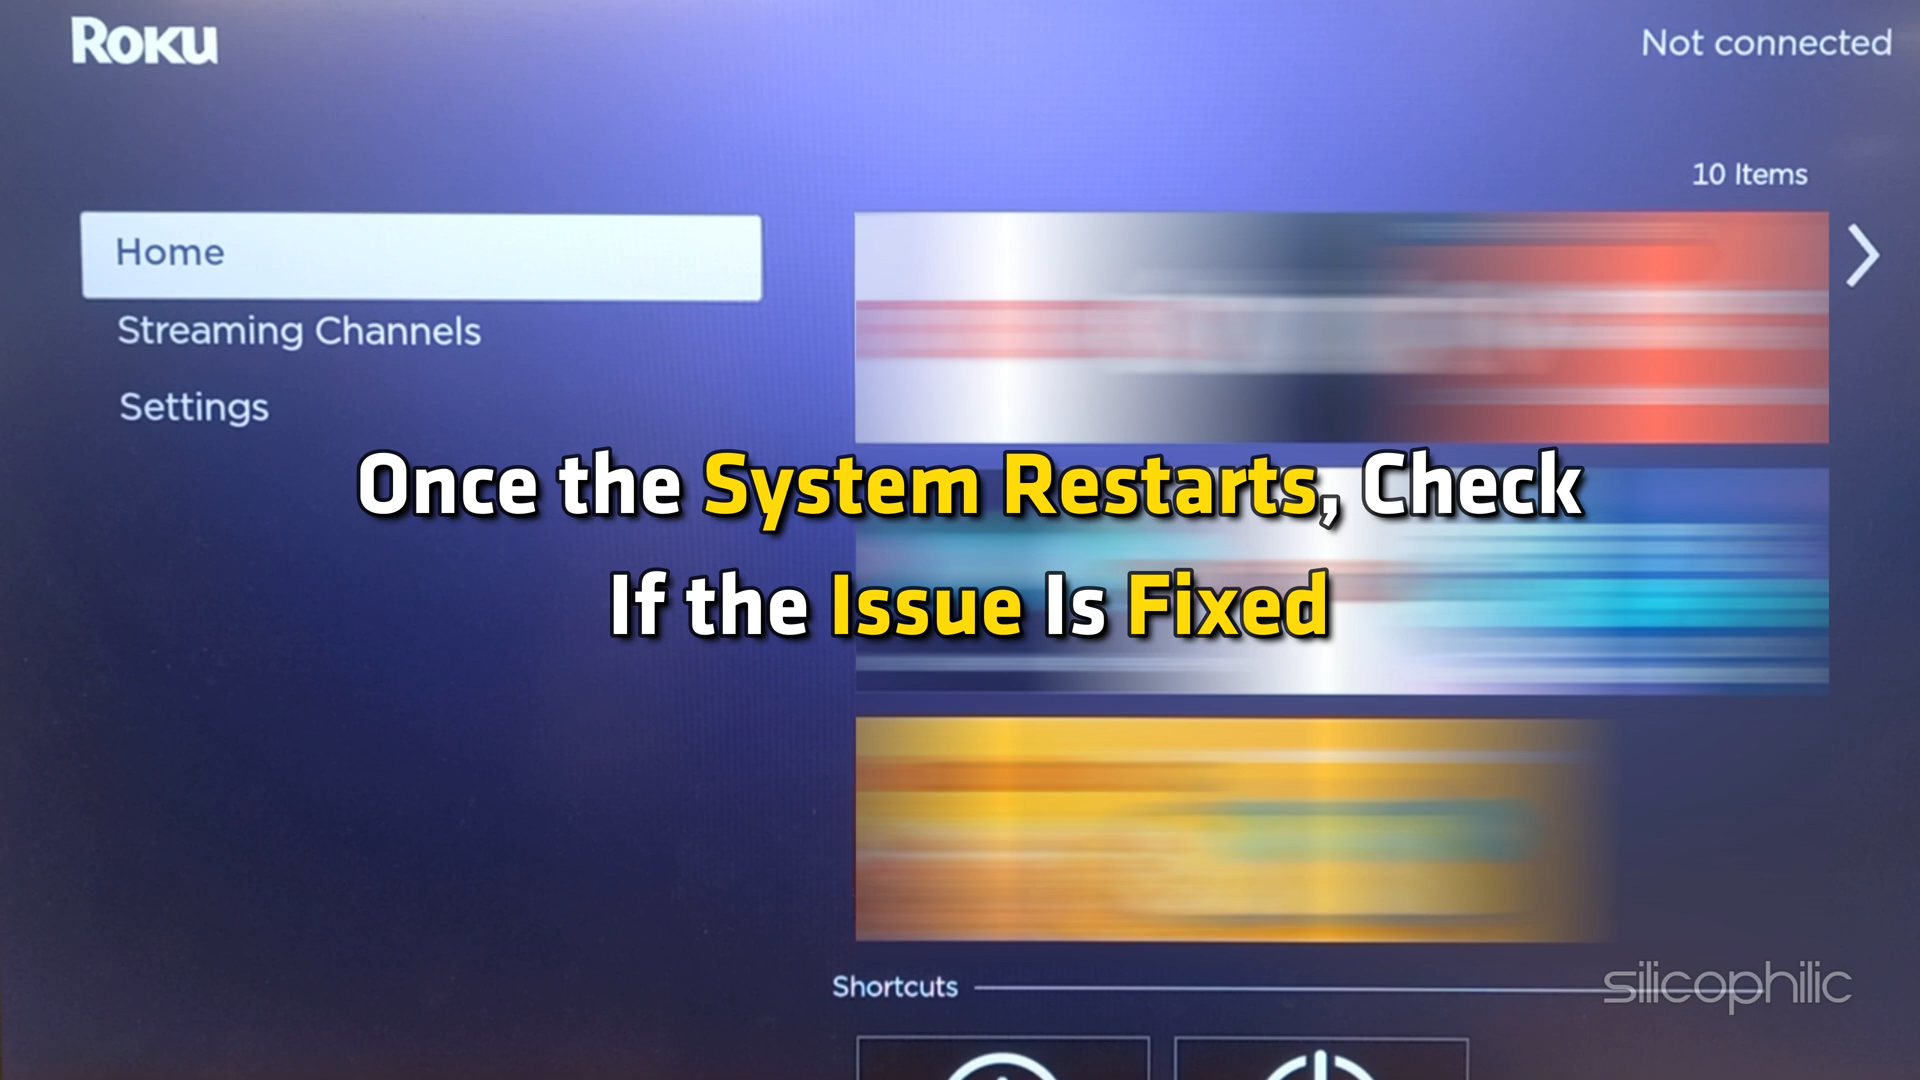 Roku
Not connected
10 Items
Home
Streaming Channels
Settings
Once the System Restarts, Check
If the Issue Is Fixed
Shortcuts
silicophilic